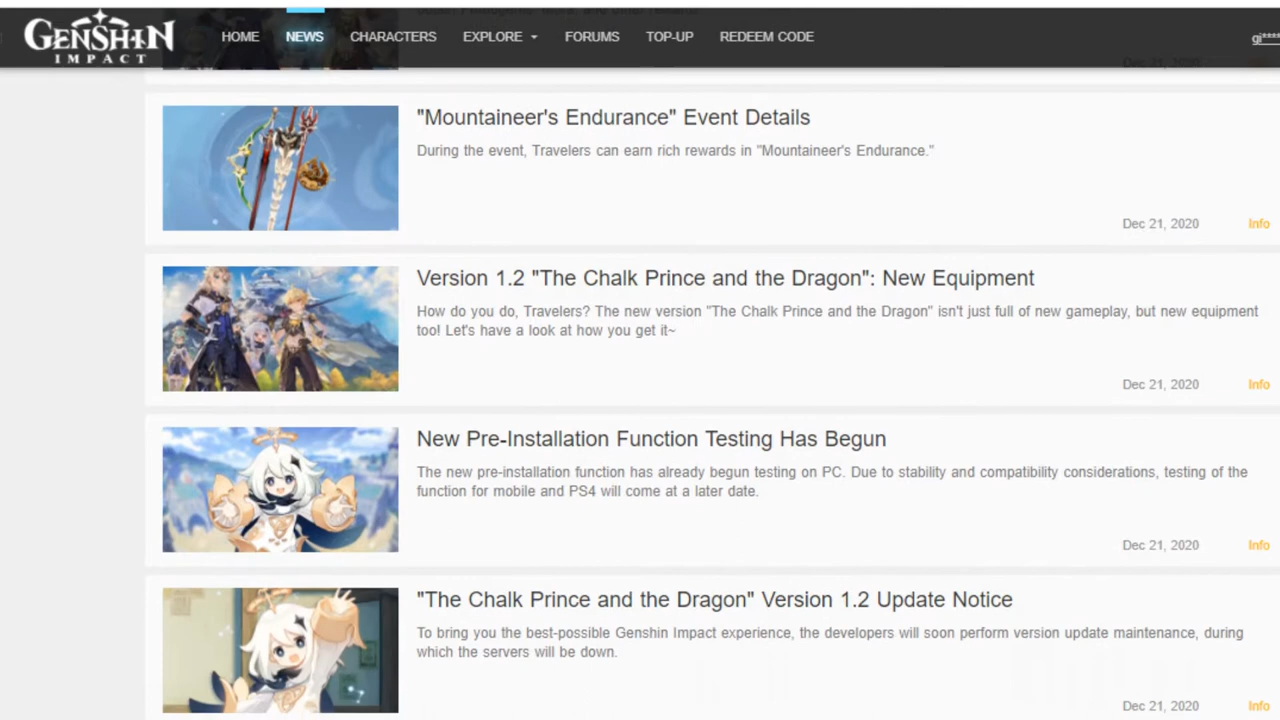 GENSHIN
IMPACT
HOME NEWS CHARACTERS EXPLORE FORUMS TOP-UP REDEEM CODE
gi****
Dec 21, 2020
"Mountaineer's Endurance" Event Details
During the event, Travelers can earn rich rewards in "Mountaineer's Endurance."
Dec 21, 2020 Info
Version 1.2 "The Chalk Prince and the Dragon": New Equipment
How do you do, Travelers? The new version "The Chalk Prince and the Dragon" isn't just full of new gameplay, but new equipment
too! Let's have a look at how you get it~
Dec 21, 2020 Info
New Pre-Installation Function Testing Has Begun
The new pre-installation function has already begun testing on PC. Due to stability and compatibility considerations, testing of the
function for mobile and PS4 will come at a later date.
Dec 21, 2020 Info
"The Chalk Prince and the Dragon" Version 1.2 Update Notice
To bring you the best-possible Genshin Impact experience, the developers will soon perform version update maintenance, during
which the servers will be down.
Dec 21, 2020 Info